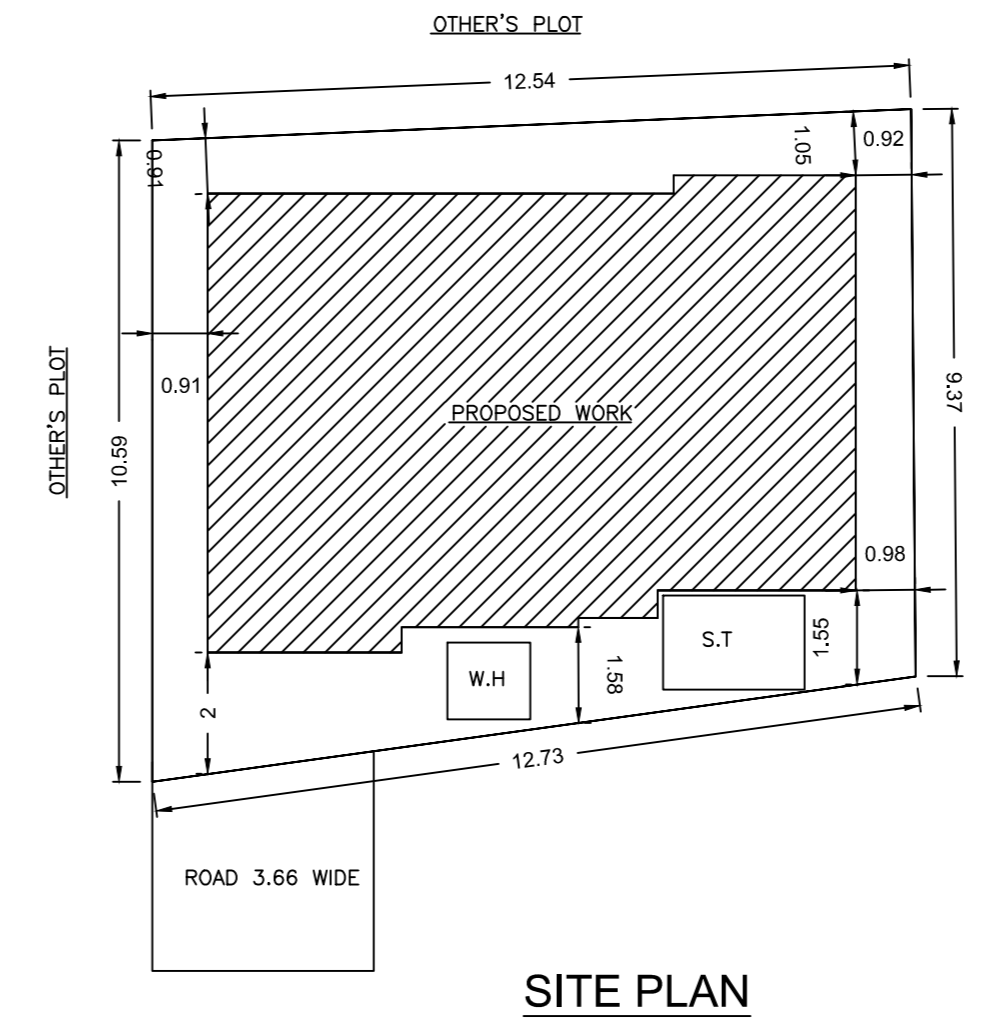 OTHER'S PLOT
12.54
0.91
1.05
0.92
OTHER'S PLOT
10.59
0.91
PROPOSED WORK
9.37
0.98
2
W.H
1.58
S.T
1.55
12.73
ROAD 3.66 WIDE
SITE PLAN